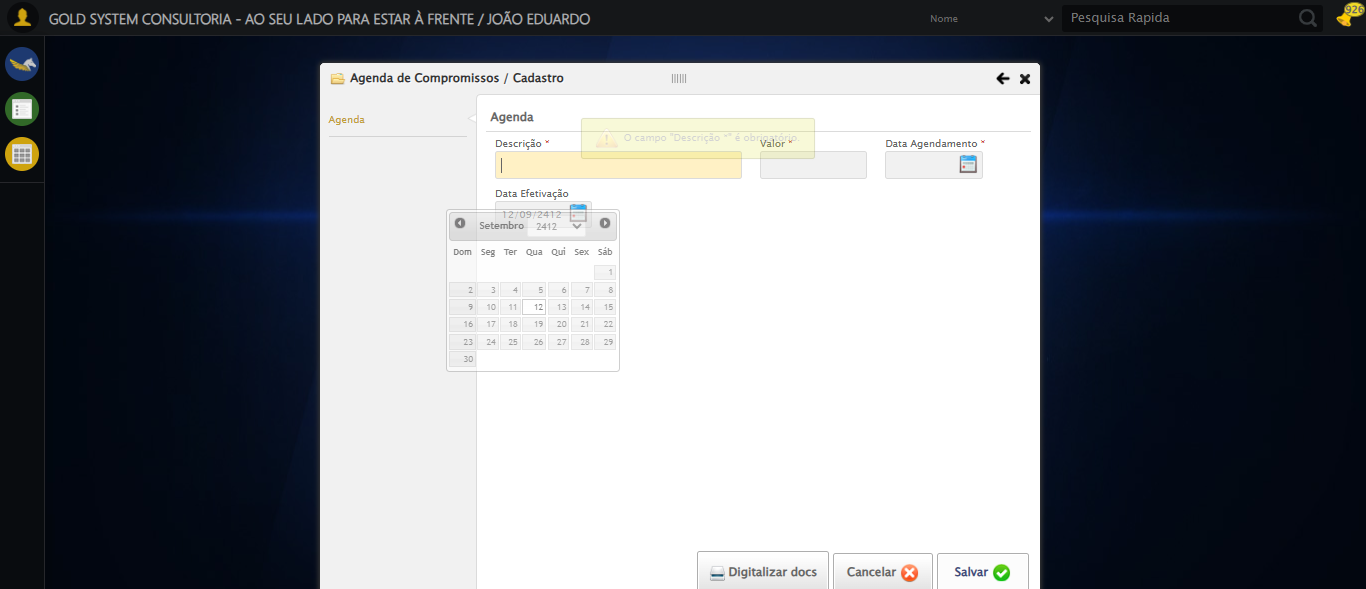 GOLD SYSTEM CONSULTORIA - AO SEU LADO PARA ESTAR À FRENTE / JOÃO EDUARDO
Nome
Pesquisa Rapida
926
Agenda de Compromissos / Cadastro
Agenda
Agenda
O campo "Descrição *" é obrigatório.
Descrição *
Valor *
Data Agendamento *
Data Efetivação
12/09/2412
Setembro 2412
Dom Seg Ter Qua Qui Sex Sáb
1
2 3 4 5 6 7 8
9 10 11 12 13 14 15
16 17 18 19 20 21 22
23 24 25 26 27 28 29
30
Digitalizar docs
Cancelar
Salvar